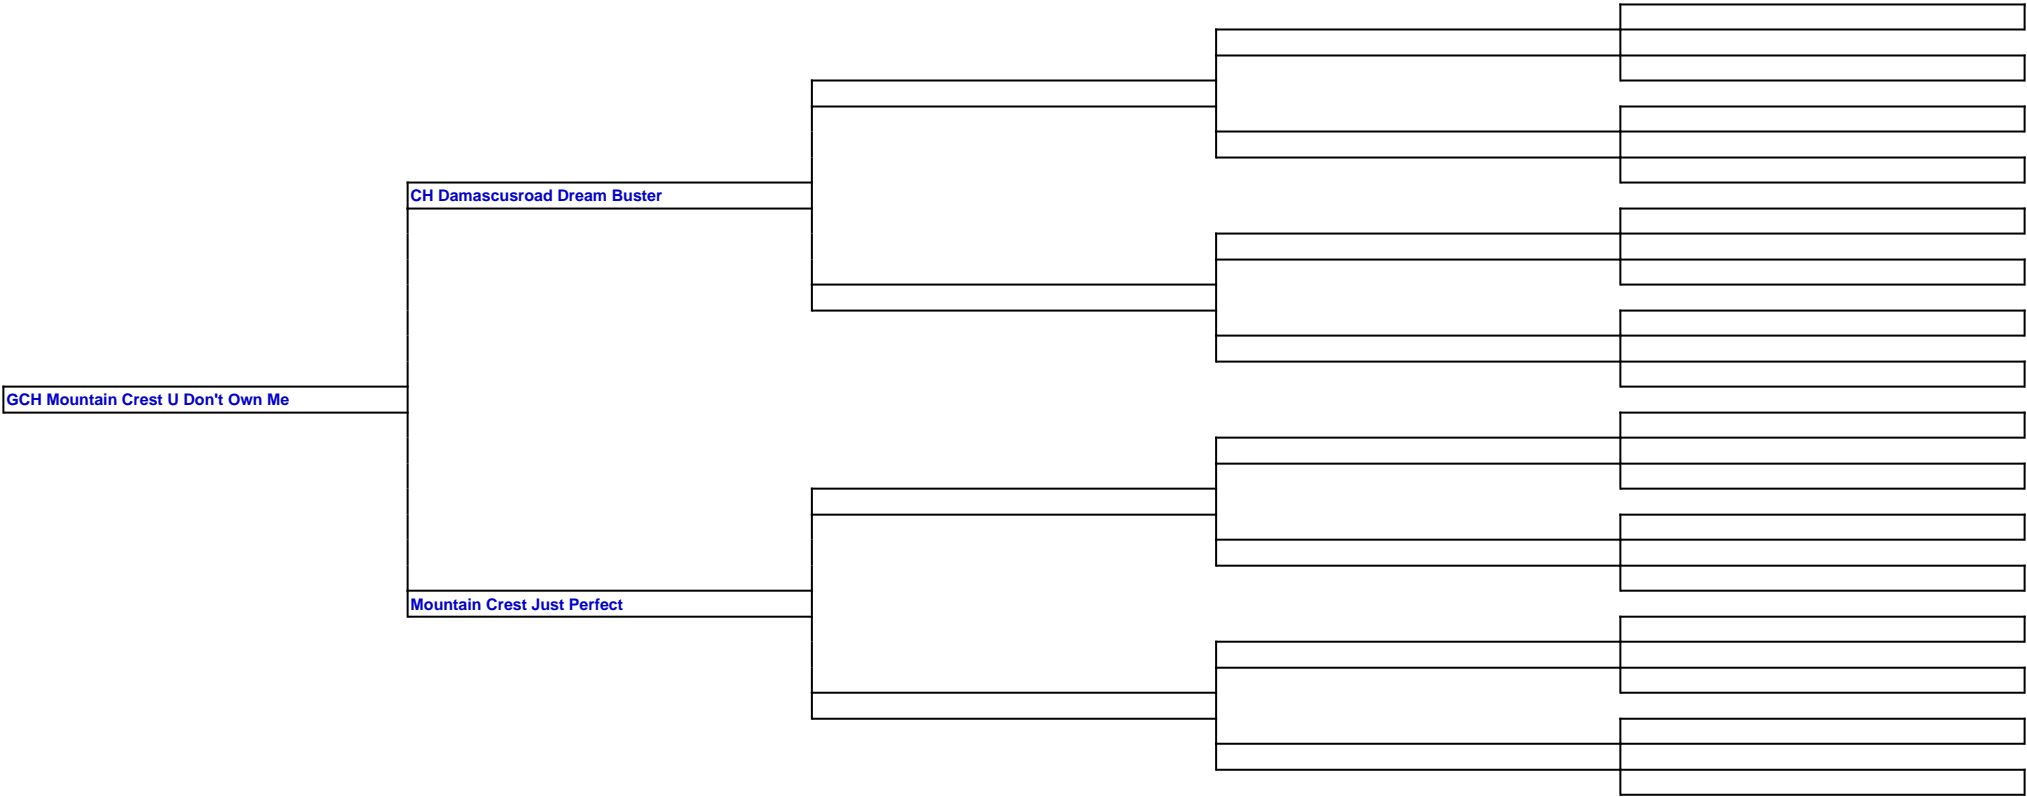 CH Damascusroad Dream Buster
GCH Mountain Crest U Don't Own Me
Mountain Crest Just Perfect